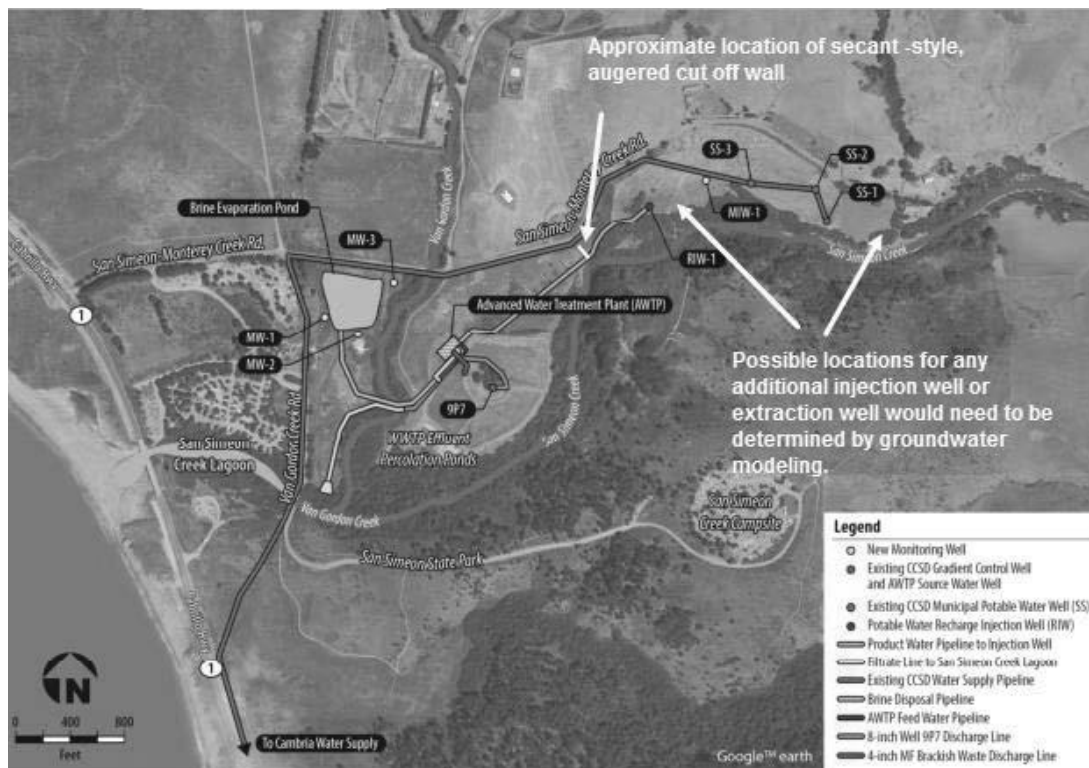 Approximate location of secant -style,
augered cut off wall
San Simeon-Monterey Creek Rd.
SS-3
SS-2
SS-1
MIW-1
RIW-1
San Simeon Creek
Van Gordon Creek
Brine Evaporation Pond
MW-3
San Simeon-Monterey Creek Rd.
Cabrillo Hwy.
1
Advanced Water Treatment Plant (AWTP)
MW-1
MW-2
9P7
WWTP Effluent
Percolation Ponds
San Simeon Creek
Possible locations for any
additional injection well or
extraction well would need to be
determined by groundwater
modeling.
San Simeon
Creek Lagoon
Van Gordon Creek Rd.
Van Gordon Creek
San Simeon State Park
San Simeon
Creek Campsite
1
N
0 400 800
Feet
To Cambria Water Supply
Google™ earth
Legend
New Monitoring Well
Existing CCSD Gradient Control Well
and AWTP Source Water Well
Existing CCSD Municipal Potable Water Well (SS)
Potable Water Recharge Injection Well (RIW)
Product Water Pipeline to Injection Well
Filtrate Line to San Simeon Creek Lagoon
Existing CCSD Water Supply Pipeline
Brine Disposal Pipeline
AWTP Feed Water Pipeline
8-inch Well 9P7 Discharge Line
4-inch MF Brackish Waste Discharge Line